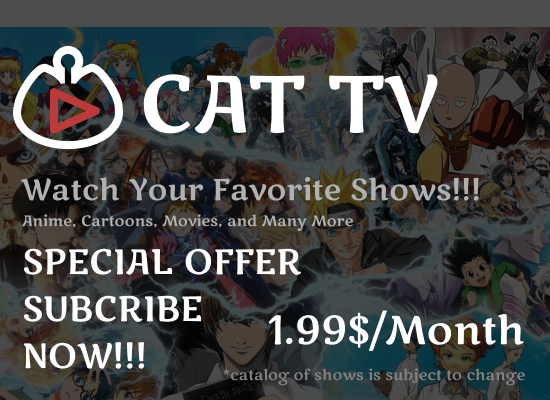 CAT TV
Watch Your Favorite Shows!!!
Anime, Cartoons, Movies, and Many More
SPECIAL OFFER
SUBCRIBE
NOW!!!
1.99$/Month
*catalog of shows is subject to change